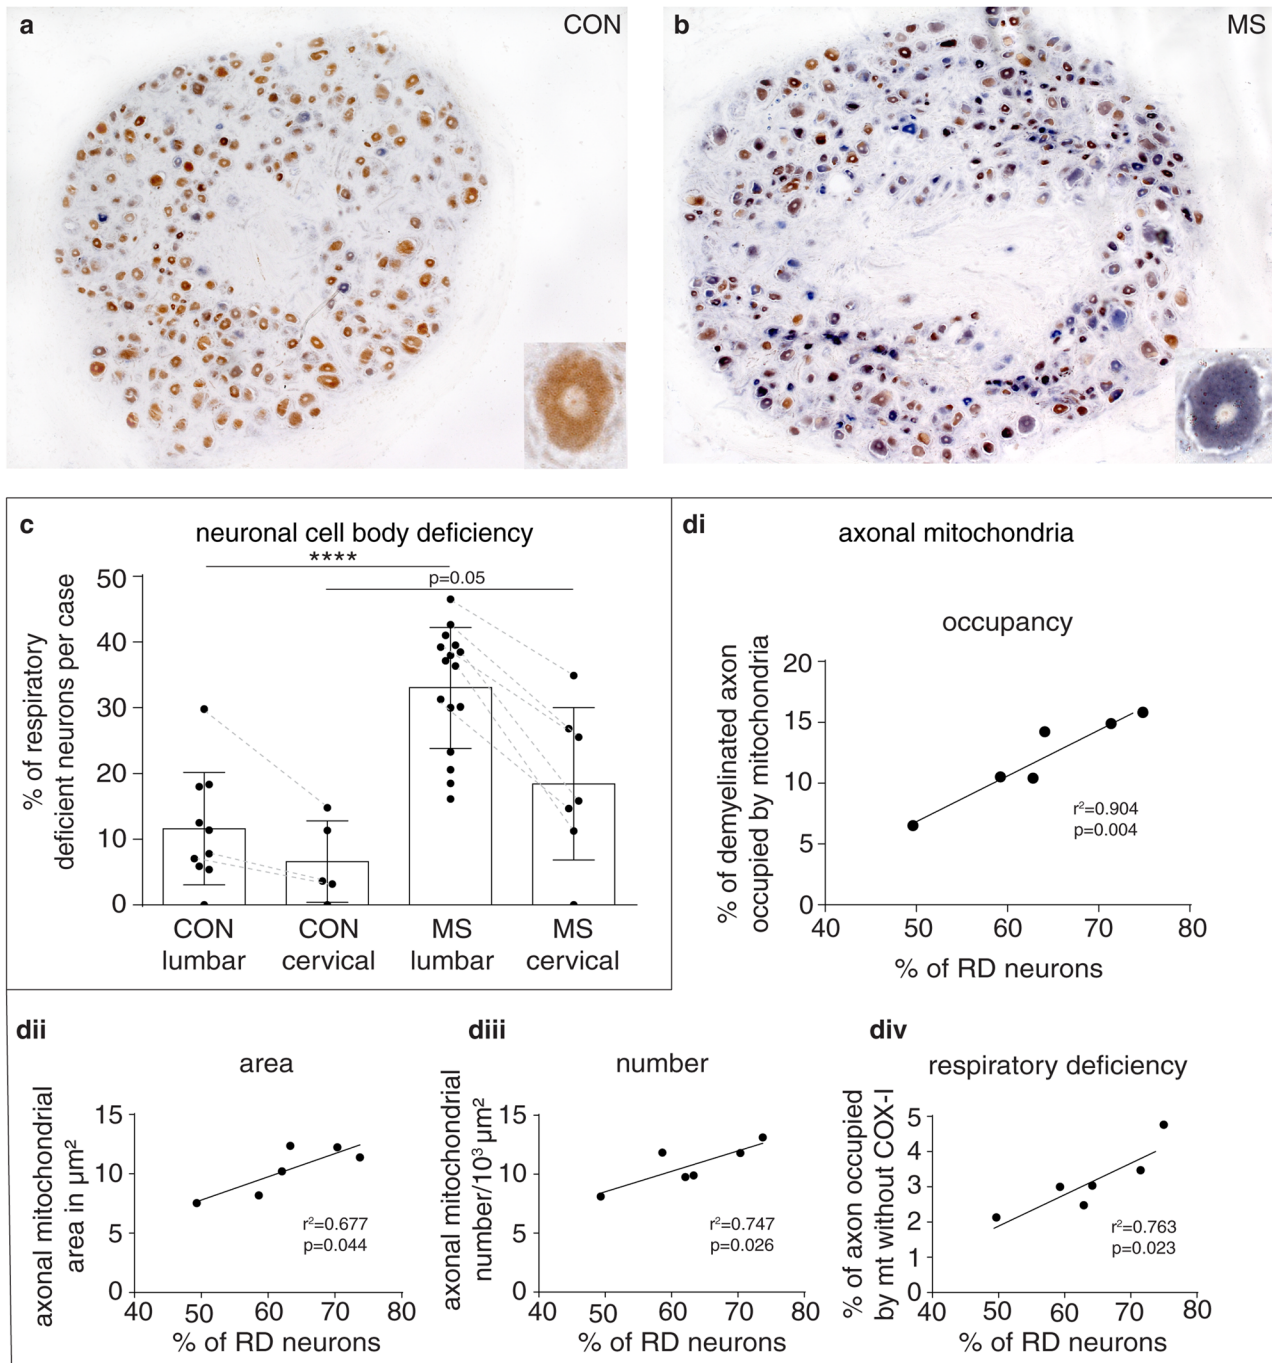 a
CON
b
MS
c
neuronal cell body deficiency
****
p=0.05
% of respiratory
deficient neurons per case
50
40
30
20
10
0
CON
lumbar
CON
cervical
MS
lumbar
MS
cervical
di
axonal mitochondria
occupancy
% of demyelinated axon
occupied by mitochondria
20
15
10
5
0
r²=0.904
p=0.004
40 50 60 70 80
% of RD neurons
dii
area
axonal mitochondrial
area in µm²
15
10
5
0
r²=0.677
p=0.044
40 50 60 70 80
% of RD neurons
diii
number
axonal mitochondrial
number/10³ µm²
15
10
5
0
r²=0.747
p=0.026
40 50 60 70 80
% of RD neurons
div
respiratory deficiency
% of axon occupied
by mt without COX-I
5
4
3
2
1
0
r²=0.763
p=0.023
40 50 60 70 80
% of RD neurons